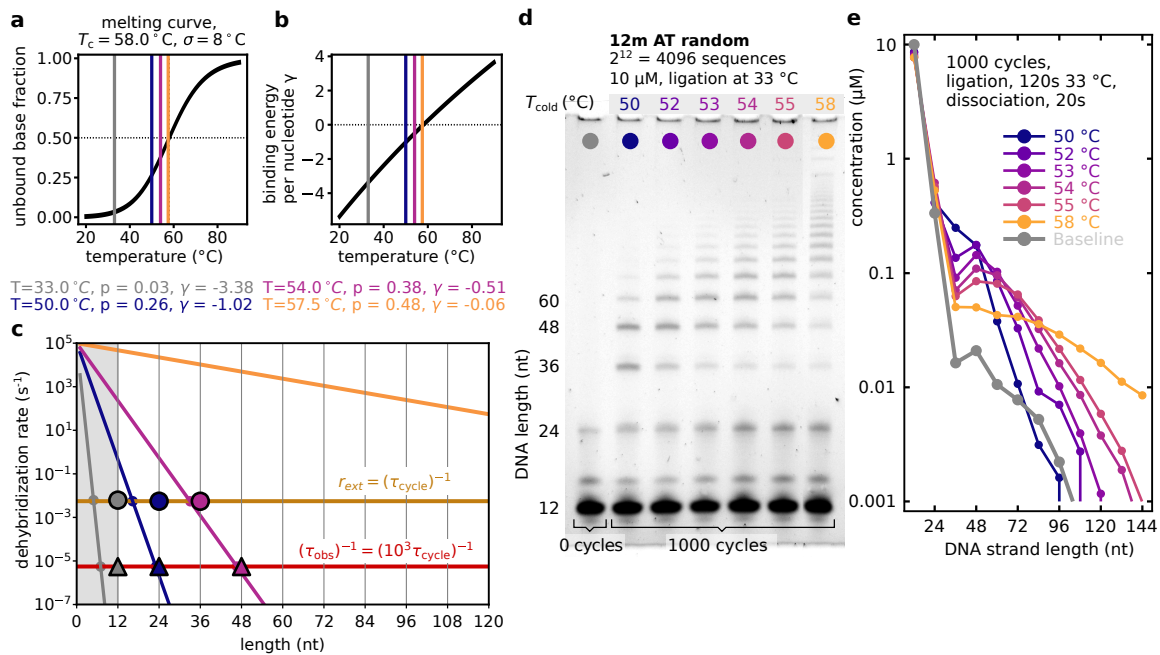 a
melting curve,
T_c = 58.0 °C, σ = 8 °C
unbound base fraction
1.00
0.75
0.50
0.25
0.00
20 40 60 80
temperature (°C)
b
binding energy
per nucleotide γ
4
2
0
−2
−4
20 40 60 80
temperature (°C)
T=33.0 °C, p = 0.03, γ = -3.38
T=54.0 °C, p = 0.38, γ = -0.51
T=50.0 °C, p = 0.26, γ = -1.02
T=57.5 °C, p = 0.48, γ = -0.06
c
dehybridization rate (s⁻¹)
10⁵
10³
10¹
10⁻¹
10⁻³
10⁻⁵
10⁻⁷
r_ext = (τ_cycle)⁻¹
(τ_obs)⁻¹ = (10³τ_cycle)⁻¹
0 12 24 36 48 60 72 84 96 108 120
length (nt)
d
12m AT random
2¹² = 4096 sequences
10 μM, ligation at 33 °C
T_cold (°C) 50 52 53 54 55 58
DNA length (nt)
60
48
36
24
12
0 cycles 1000 cycles
e
concentration (μM)
10
1
0.1
0.01
0.001
1000 cycles,
ligation, 120s 33 °C,
dissociation, 20s
50 °C
52 °C
53 °C
54 °C
55 °C
58 °C
Baseline
24 48 72 96 120 144
DNA strand length (nt)